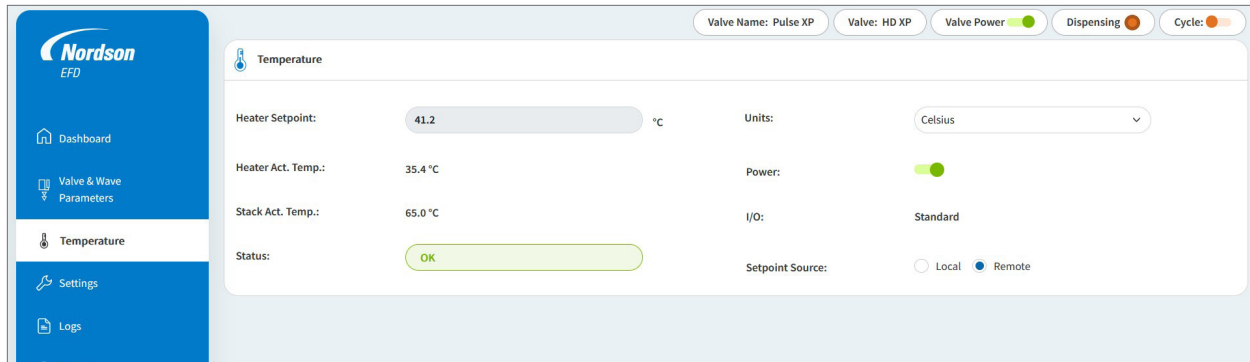 Nordson
EFD
Valve Name: Pulse XP
Valve: HD XP
Valve Power
Dispensing
Cycle:
Dashboard
Valve & Wave
Parameters
Temperature
Settings
Logs
Temperature
Heater Setpoint:
41.2
°C
Units:
Celsius
Heater Act. Temp.:
35.4 °C
Power:
Stack Act. Temp.:
65.0 °C
I/O:
Standard
Status:
OK
Setpoint Source:
Local
Remote